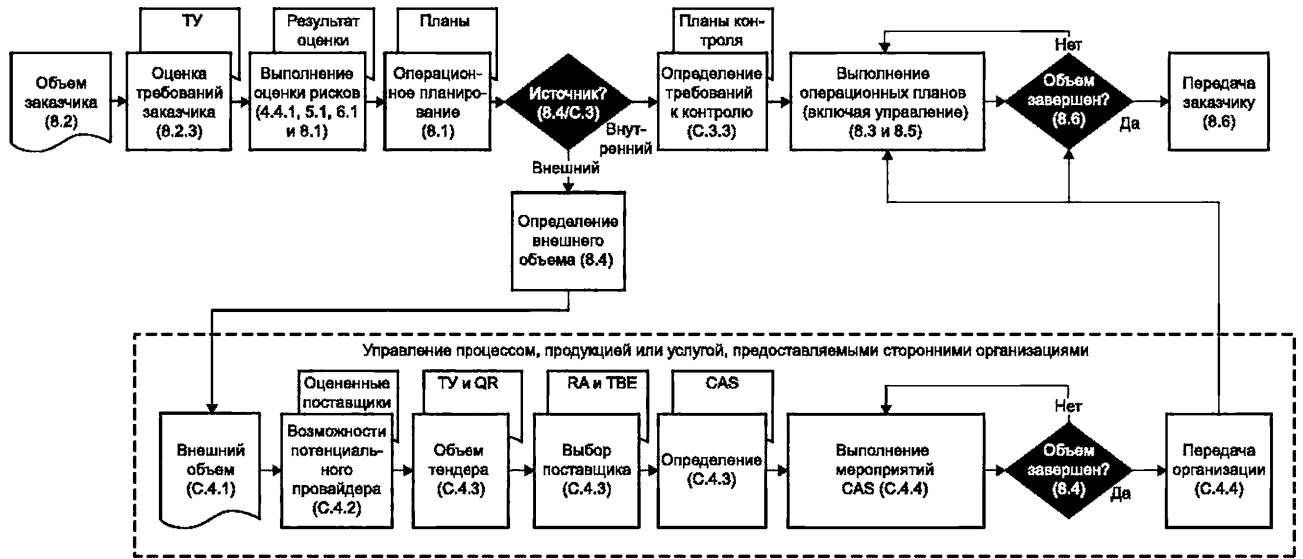 ТУ
Объем
заказчика
(8.2)
Оценка
требований
заказчика
(8.2.3)
Результат
оценки
Выполнение
оценки рисков
(4.4.1, 5.1, 6.1
и 8.1)
Планы
Операцион-
ное планиро-
вание
(8.1)
Источник?
(8.4/С.3)
Внут-
ренний
Внешний
Планы кон-
троля
Определение
требований
к контролю
(С.3.3)
Выполнение
операционных планов
(включая управление)
(8.3 и 8.5)
Нет
Объем
завершен?
(8.6)
Да
Передача
заказчику
(8.6)
Определение
внешнего
объема (8.4)
Управление процессом, продукцией или услугой, предоставляемыми сторонними организациями
Внешний
объем
(С.4.1)
Оцененные
поставщики
Возможности
потенциаль-
ного
провайдера
(С.4.2)
ТУ и QR
Объем
тендера
(С.4.3)
RA и TBE
Выбор
поставщика
(С.4.3)
CAS
Определение
(С.4.3)
Выполнение
мероприятий
CAS (С.4.4)
Нет
Объем
завершен?
(8.4)
Да
Передача
организации
(С.4.4)